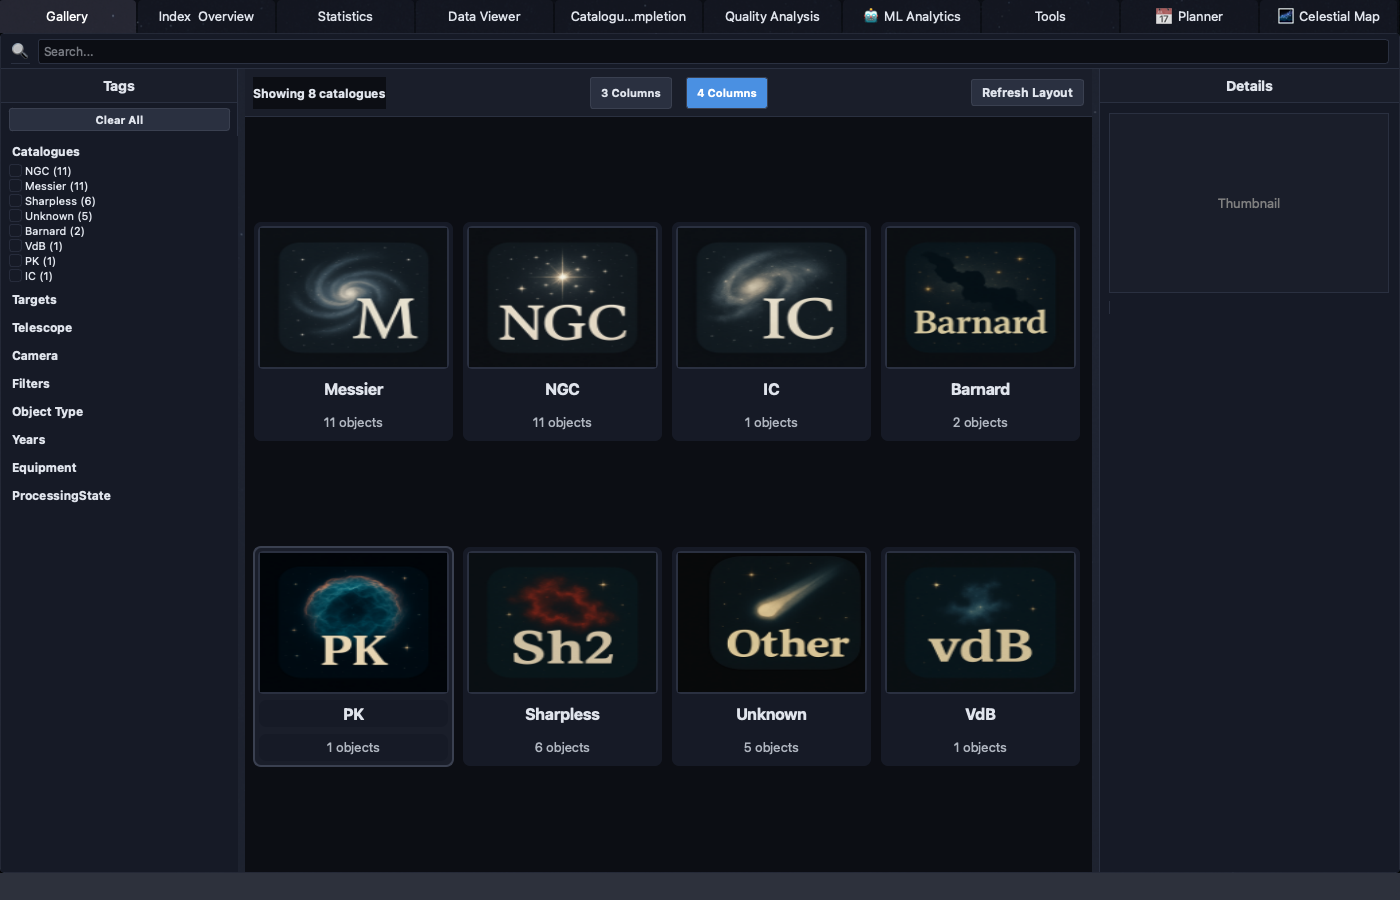 Gallery
Index Overview
Statistics
Data Viewer
Catalogu...mpletion
Quality Analysis
ML Analytics
Tools
Planner
Celestial Map
Search...
Tags
Clear All
Catalogues
NGC (11)
Messier (11)
Sharpless (6)
Unknown (5)
Barnard (2)
VdB (1)
PK (1)
IC (1)
Targets
Telescope
Camera
Filters
Object Type
Years
Equipment
ProcessingState
Showing 8 catalogues
3 Columns
4 Columns
Refresh Layout
M
NGC
IC
Barnard
Messier
NGC
IC
Barnard
11 objects
11 objects
1 objects
2 objects
PK
Sh2
Other
vdB
PK
Sharpless
Unknown
VdB
1 objects
6 objects
5 objects
1 objects
Details
Thumbnail